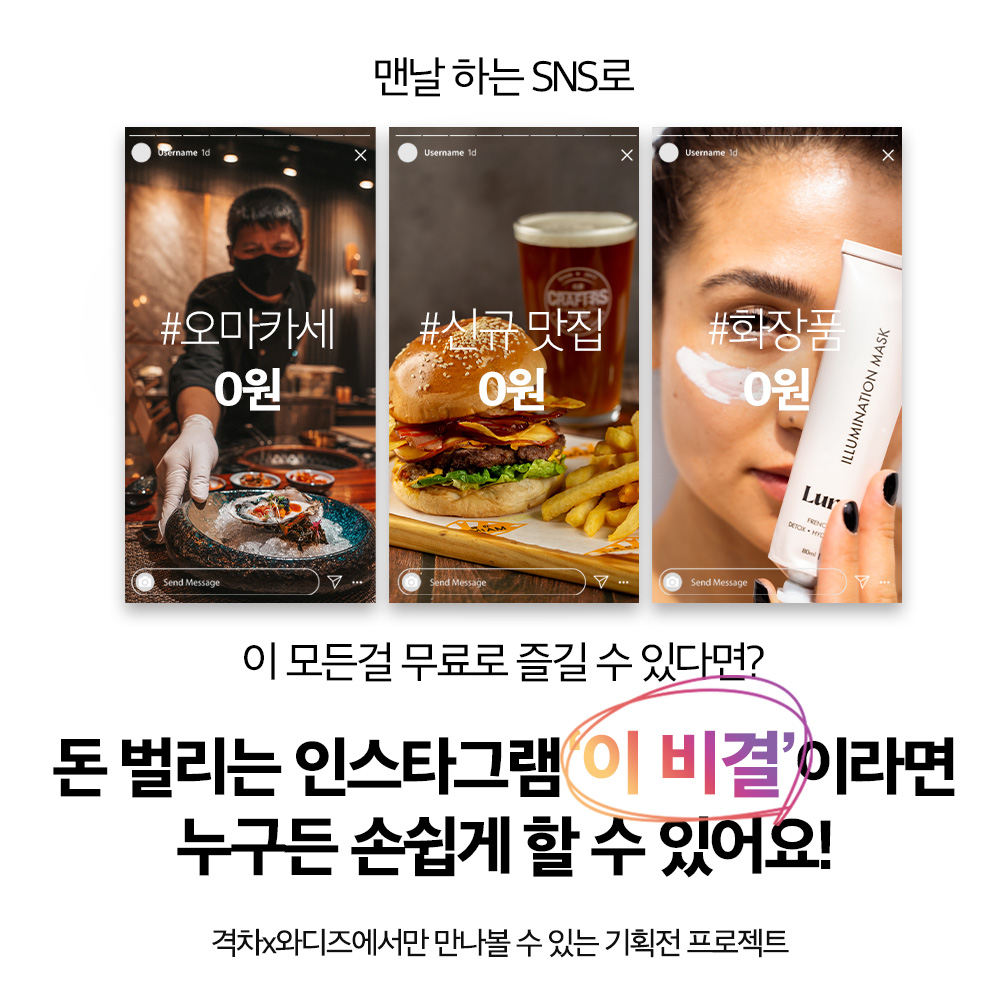 맨날 하는 SNS로
Username 1d
Username 1d
Username 1d
#오마카세
0원
#신규 맛집
0원
#화장품
0원
CRAFTRS
ILLUMINATION MASK
80ml
Send Message
Send Message
Send Message
이 모든걸 무료로 즐길 수 있다면?
돈 벌리는 인스타그램 ‘이 비결’이라면
누구든 손쉽게 할 수 있어요!
격차x와디즈에서만 만나볼 수 있는 기획전 프로젝트